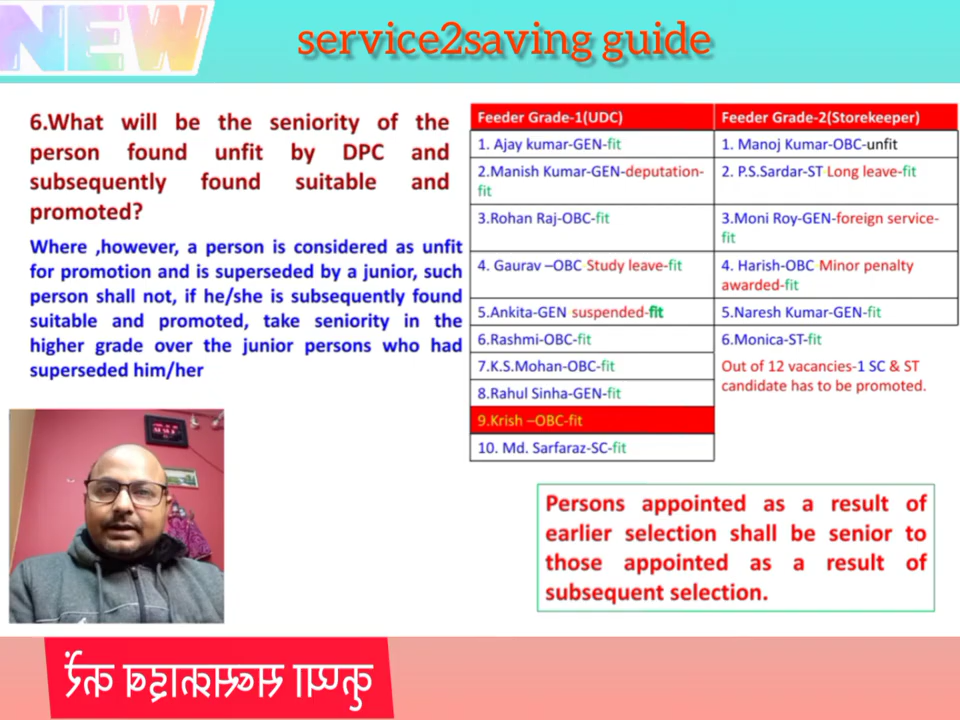 NEW
service2saving guide
6.What will be the seniority of the
person found unfit by DPC and
subsequently found suitable and
promoted?
Where ,however, a person is considered as unfit
for promotion and is superseded by a junior, such
person shall not, if he/she is subsequently found
suitable and promoted, take seniority in the
higher grade over the junior persons who had
superseded him/her
Feeder Grade-1(UDC)
1. Ajay kumar-GEN-fit
2.Manish Kumar-GEN-deputation-
fit
3.Rohan Raj-OBC-fit
4. Gaurav –OBC Study leave-fit
5.Ankita-GEN suspended-fit
6.Rashmi-OBC-fit
7.K.S.Mohan-OBC-fit
8.Rahul Sinha-GEN-fit
9.Krish –OBC-fit
10. Md. Sarfaraz-SC-fit
Feeder Grade-2(Storekeeper)
1. Manoj Kumar-OBC-unfit
2. P.S.Sardar-ST Long leave-fit
3.Moni Roy-GEN-foreign service-
fit
4. Harish-OBC Minor penalty
awarded-fit
5.Naresh Kumar-GEN-fit
6.Monica-ST-fit
Out of 12 vacancies-1 SC & ST
candidate has to be promoted.
Persons appointed as a result of
earlier selection shall be senior to
those appointed as a result of
subsequent selection.
कृप्या सब्सक्राइब करें